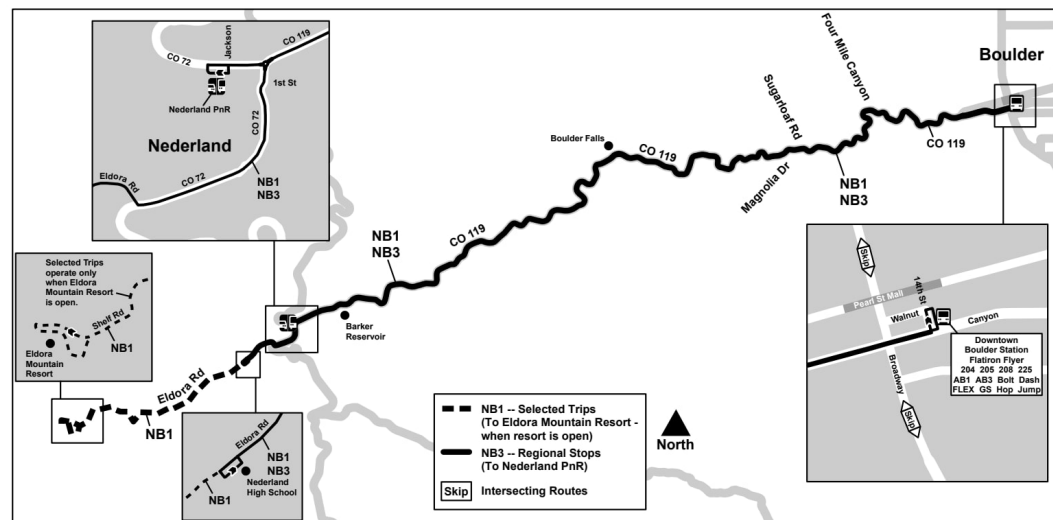 CO 119
CO 72
Jackson
1st St
Nederland PnR
CO 72
Nederland
CO 72
Eldora Rd
NB1
NB3
Four Mile Canyon
Boulder
Sugarloaf Rd
Boulder Falls
CO 119
CO 119
Magnolia Dr
NB1
NB3
NB1
NB3
CO 119
Selected Trips
operate only
when Eldora
Mountain Resort
is open.
Shelf Rd
NB1
Eldora
Mountain
Resort
Barker
Reservoir
Eldora Rd
NB1
Eldora Rd
NB1
NB3
Nederland
High School
NB1
NB1 -- Selected Trips
(To Eldora Mountain Resort -
when resort is open)
NB3 -- Regional Stops
(To Nederland PnR)
Skip Intersecting Routes
North
Skip
Pearl St Mall
14th St
Walnut
Canyon
Broadway
Skip
Downtown
Boulder Station
Flatiron Flyer
204 205 208 225
AB1 AB3 Bolt Dash
FLEX GS Hop Jump